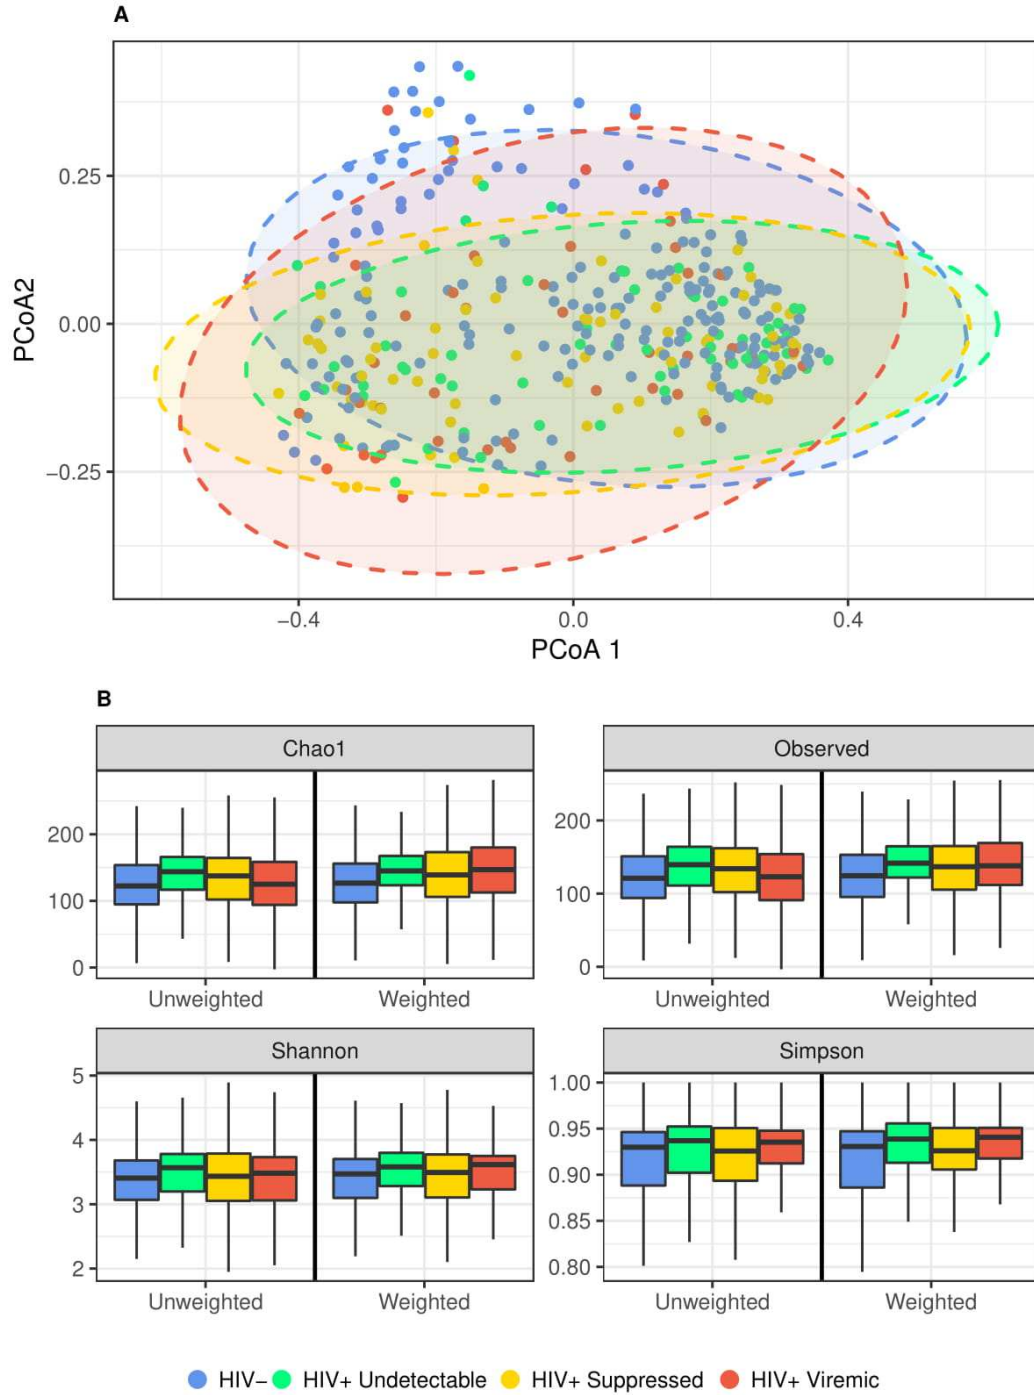 A
0.25
0.00
−0.25
PCoA2
−0.4 0.0 0.4
PCoA 1
B
Chao1 Observed
200
100
0
200
100
0
Unweighted Weighted Unweighted Weighted
Shannon Simpson
5
4
3
2
1.00
0.95
0.90
0.85
0.80
Unweighted Weighted Unweighted Weighted
HIV− HIV+ Undetectable HIV+ Suppressed HIV+ Viremic